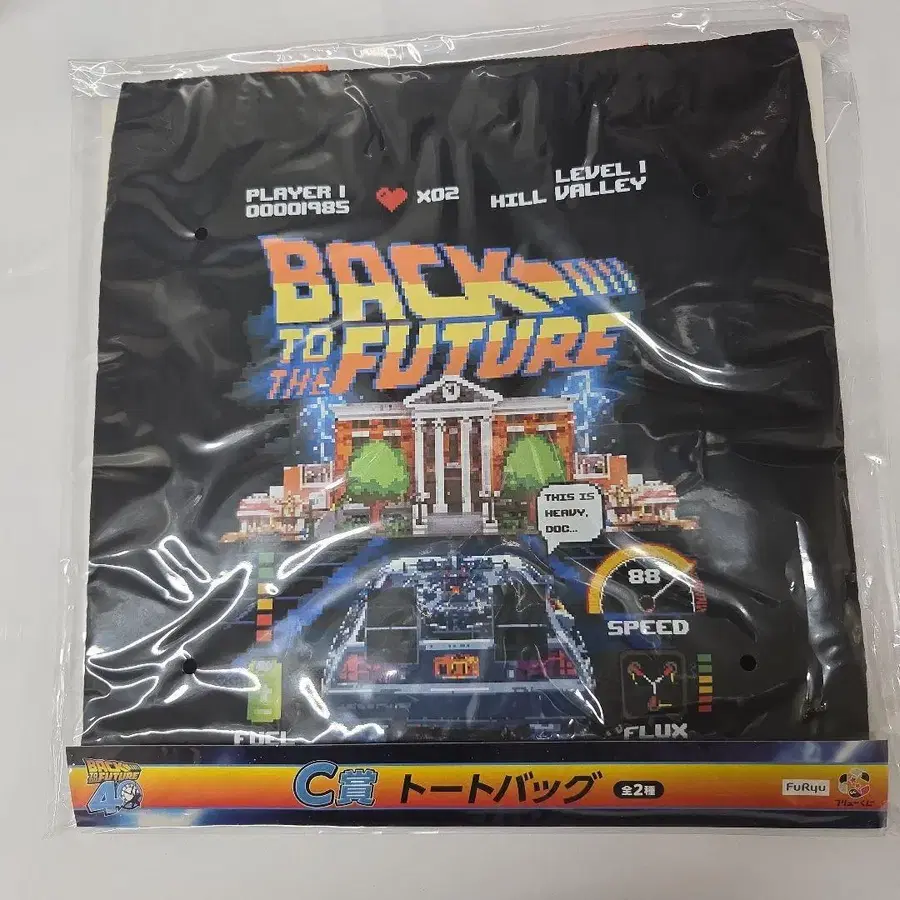 PLAYER 1
00001985
X02
LEVEL 1
HILL VALLEY
BACK
TO THE FUTURE
THIS IS
HEAVY,
DOC...
88
SPEED
FUEL
FLUX
BACK
TO THE FUTURE
40
C賞 トートバッグ 全2種
FuRyu
フリューくじ